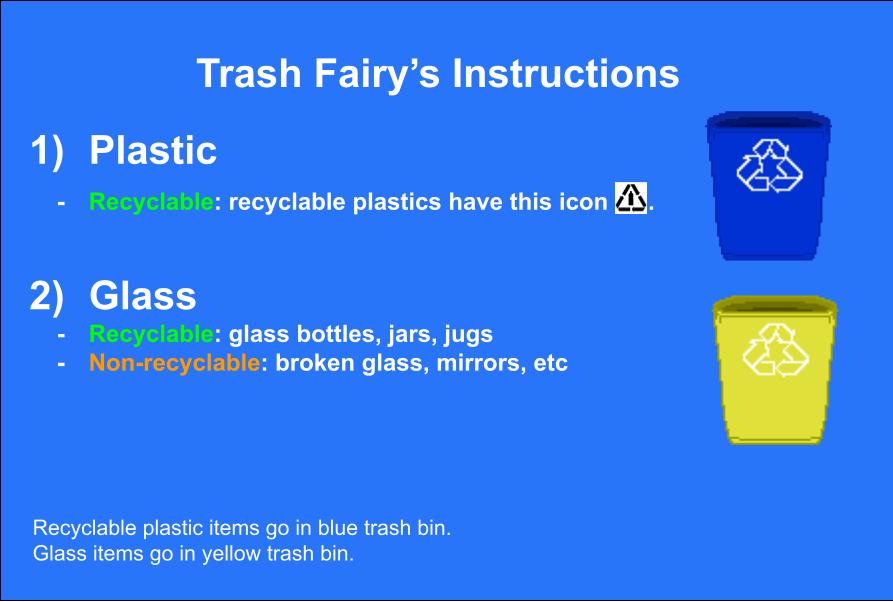 Trash Fairy’s Instructions
1) Plastic
- Recyclable: recyclable plastics have this icon .
2) Glass
- Recyclable: glass bottles, jars, jugs
- Non-recyclable: broken glass, mirrors, etc
Recyclable plastic items go in blue trash bin.
Glass items go in yellow trash bin.